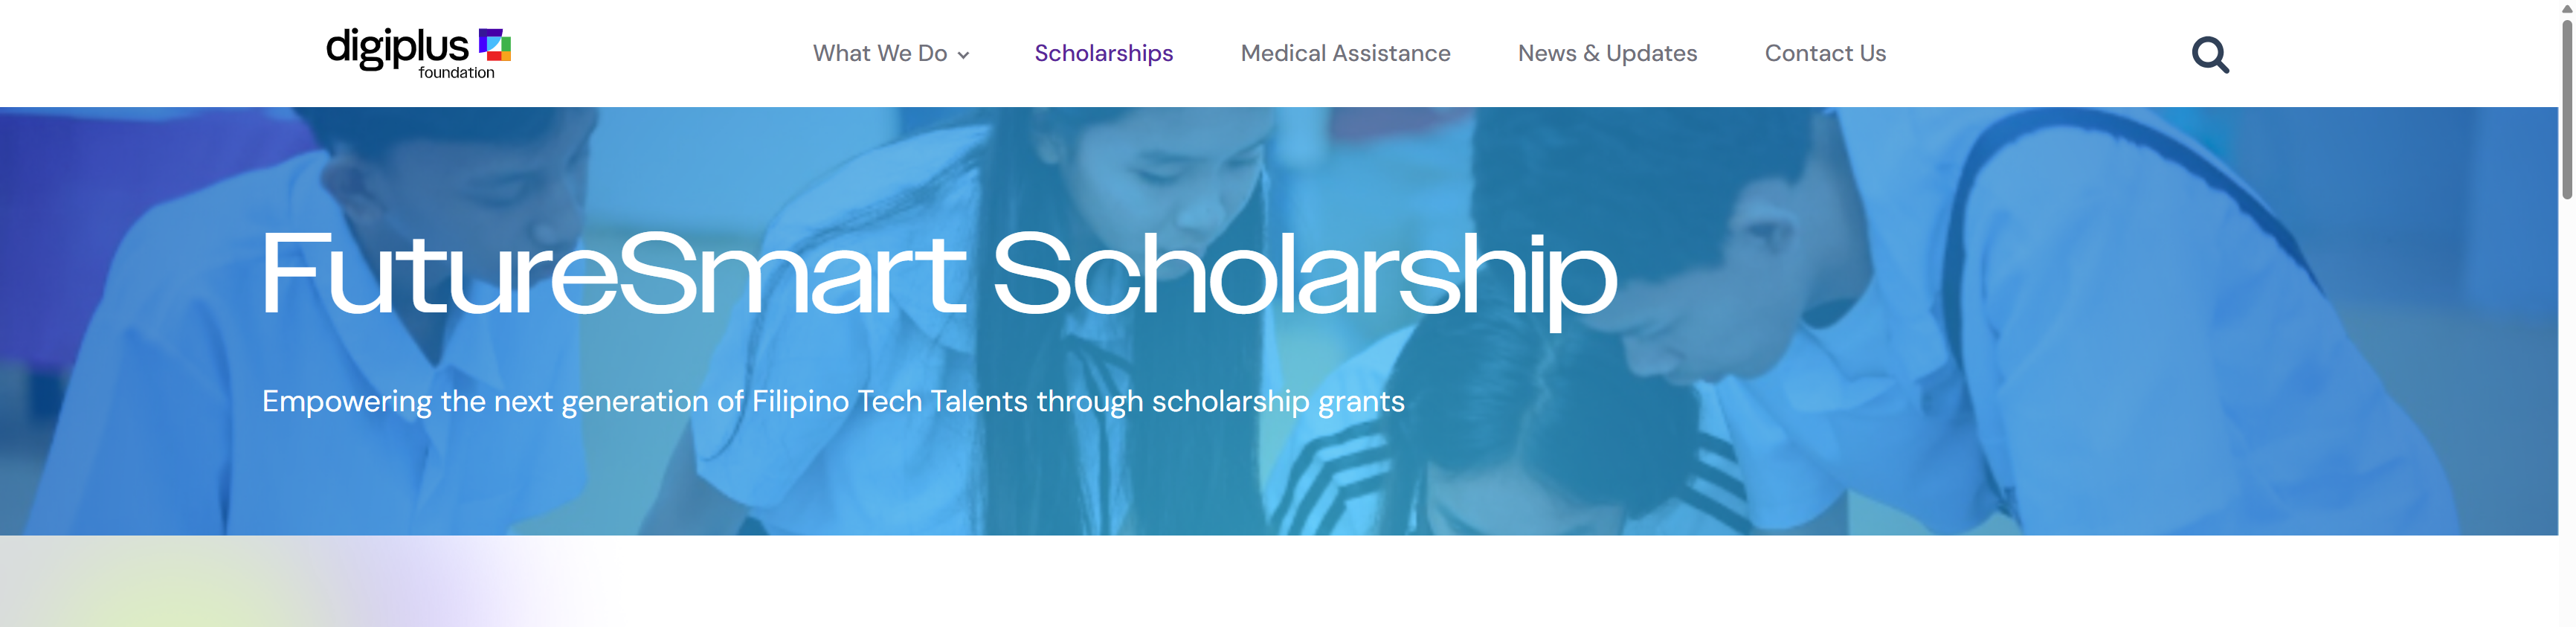 digiplus
foundation
What We Do
Scholarships
Medical Assistance
News & Updates
Contact Us
FutureSmart Scholarship
Empowering the next generation of Filipino Tech Talents through scholarship grants